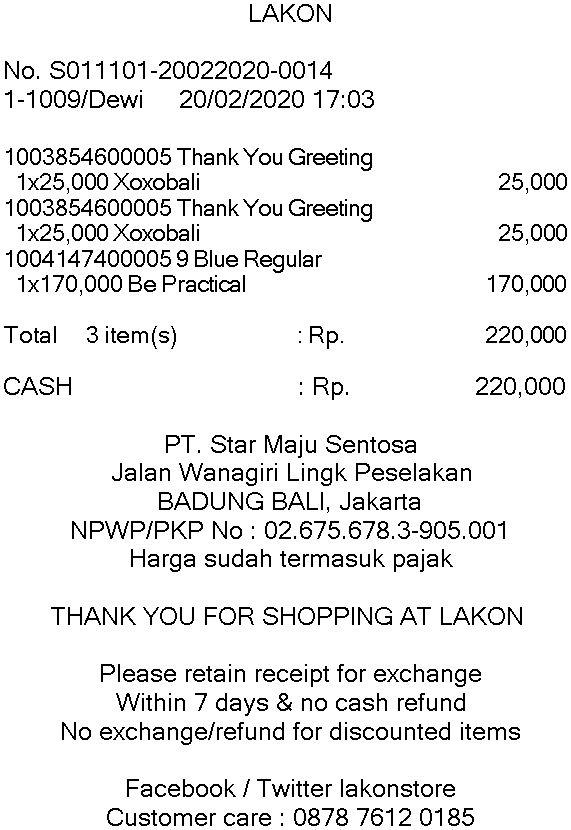 LAKON
No. S011101-20022020-0014
1-1009/Dewi 20/02/2020 17:03
1003854600005 Thank You Greeting
1x25,000 Xoxobali 25,000
1003854600005 Thank You Greeting
1x25,000 Xoxobali 25,000
1004147400005 9 Blue Regular
1x170,000 Be Practical 170,000
Total 3 item(s) : Rp. 220,000
CASH : Rp. 220,000
PT. Star Maju Sentosa
Jalan Wanagiri Lingk Peselakan
BADUNG BALI, Jakarta
NPWP/PKP No : 02.675.678.3-905.001
Harga sudah termasuk pajak
THANK YOU FOR SHOPPING AT LAKON
Please retain receipt for exchange
Within 7 days & no cash refund
No exchange/refund for discounted items
Facebook / Twitter lakonstore
Customer care : 0878 7612 0185